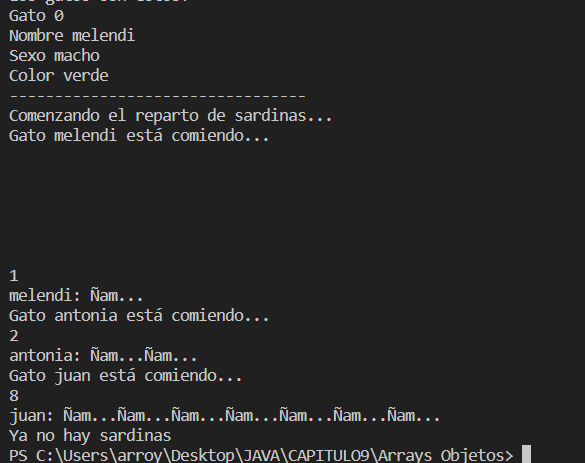 Gato 0
Nombre melendi
Sexo macho
Color verde
---------------------------------
Comenzando el reparto de sardinas...
Gato melendi está comiendo...
1
melendi: Ñam...
Gato antonia está comiendo...
2
antonia: Ñam...Ñam...
Gato juan está comiendo...
8
juan: Ñam...Ñam...Ñam...Ñam...Ñam...Ñam...Ñam...
Ya no hay sardinas
PS C:\Users\arroy\Desktop\JAVA\CAPITULO9\Arrays Objetos>